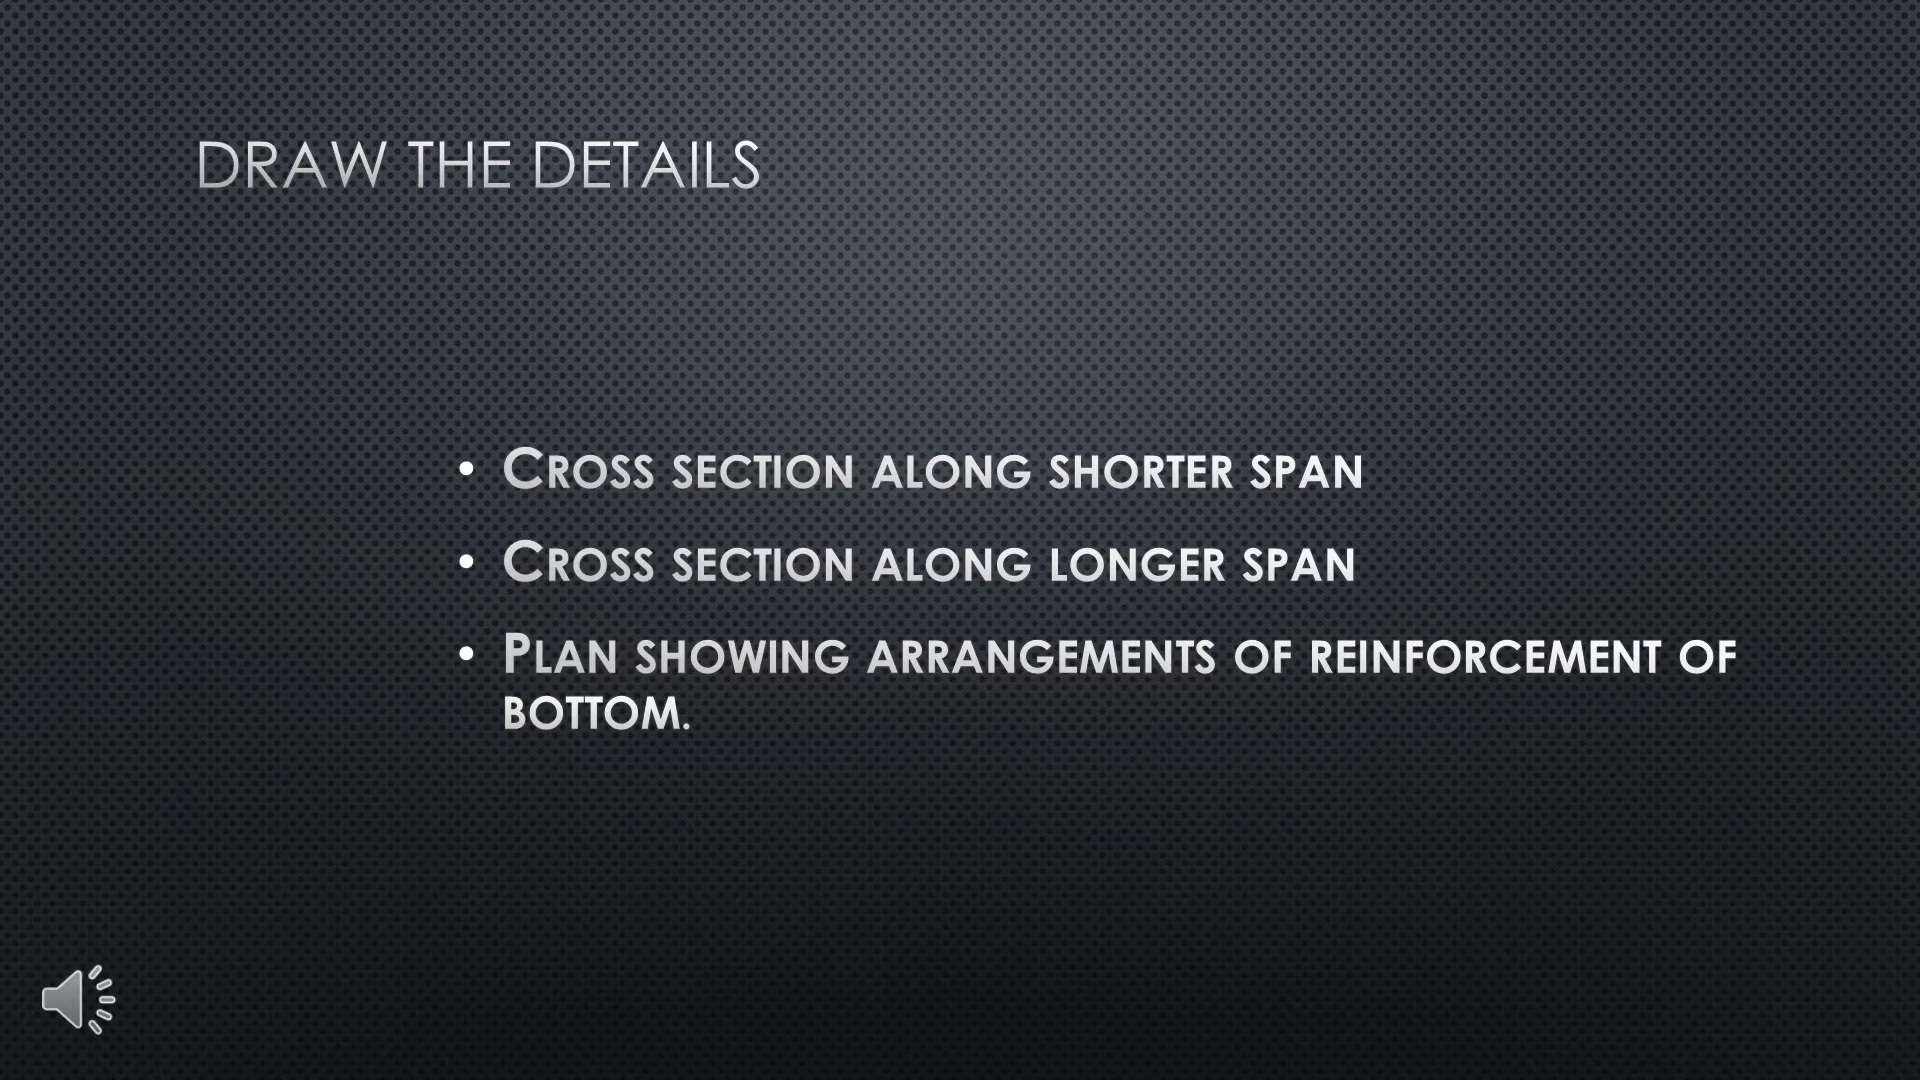 DRAW THE DETAILS
• CROSS SECTION ALONG SHORTER SPAN
• CROSS SECTION ALONG LONGER SPAN
• PLAN SHOWING ARRANGEMENTS OF REINFORCEMENT OF
BOTTOM.